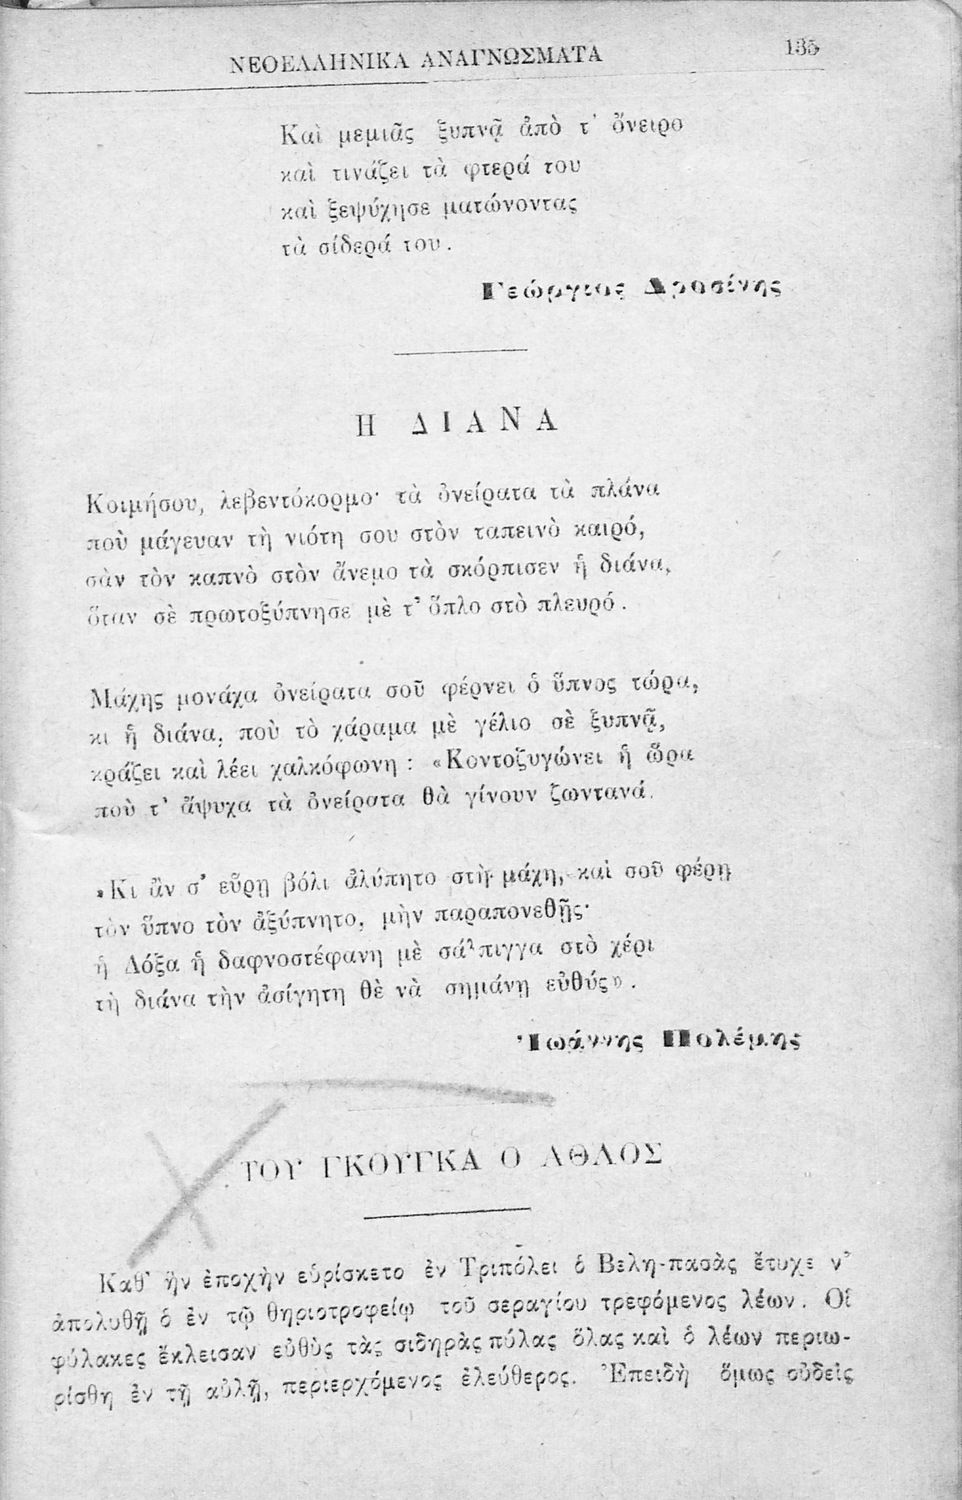 ΝΕΟΕΛΛΗΝΙΚΑ ΑΝΑΓΝΩΣΜΑΤΑ 135
Καὶ μεμιᾶς ξυπνᾷ ἀπὸ τ' ὄνειρο
καὶ τινάζει τὰ φτερά του
καὶ ξεψύχησε ματώνοντας
τὰ σίδερά του.
Γεώργιος Δροσίνης
Η ΔΙΑΝΑ
Κοιμήσου, λεβεντόκορμο· τὰ ὀνείρατα τὰ πλάνα
ποὺ μάγευαν τὴ νιότη σου στὸν ταπεινὸ καιρό,
σὰν τὸν καπνὸ στὸν ἄνεμο τὰ σκόρπισεν ἡ διάνα,
ὅταν σὲ πρωτοξύπνησε μὲ τ' ὅπλο στὸ πλευρό.
Μάχης μονάχα ὀνείρατα σοῦ φέρνει ὁ ὕπνος τώρα,
κι ἡ διάνα, ποὺ τὸ χάραμα μὲ γέλιο σὲ ξυπνᾷ,
κράζει καὶ λέει χαλκόφωνη : «Κοντοζυγώνει ἡ ὥρα
ποὺ τ' ἄψυχα τὰ ὀνείρατα θὰ γίνουν ζωντανά.
»Κι ἂν σ' εὕρῃ βόλι ἀλύπητο στὴ μάχη, καὶ σοῦ φέρῃ
τὸν ὕπνο τὸν ἀξύπνητο, μὴν παραπονεθῇς·
ἡ Δόξα ἡ δαφνοστέφανη μὲ σάλπιγγα στὸ χέρι
τὴ διάνα τὴν ἀσίγητη θὲ νὰ σημάνῃ εὐθύς».
Ἰωάννης Πολέμης
ΤΟΥ ΓΚΟΥΓΚΑ Ο ΑΘΛΟΣ
Καθ' ἣν ἐποχὴν εὑρίσκετο ἐν Τριπόλει ὁ Βελη-πασᾶς ἔτυχε ν'
ἀπολυθῇ ὁ ἐν τῷ θηριοτροφείῳ τοῦ σεραγίου τρεφόμενος λέων. Οἱ
φύλακες ἔκλεισαν εὐθὺς τὰς σιδηρᾶς πύλας ὅλας καὶ ὁ λέων περιω-
ρίσθη ἐν τῇ αὐλῇ, περιερχόμενος ἐλεύθερος. Ἐπειδὴ ὅμως οὐδεὶς